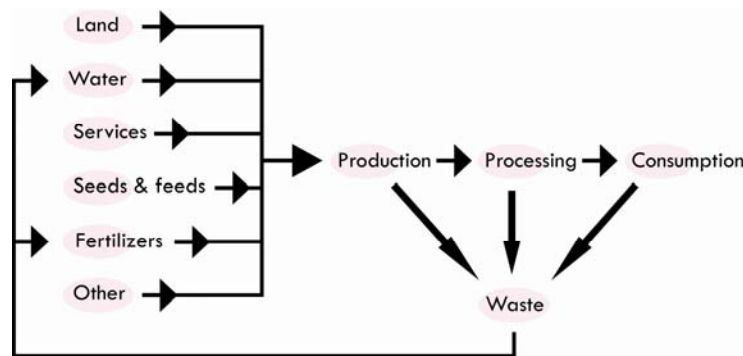 Land
Water
Services
Seeds & feeds
Fertilizers
Other
Production
Processing
Consumption
Waste